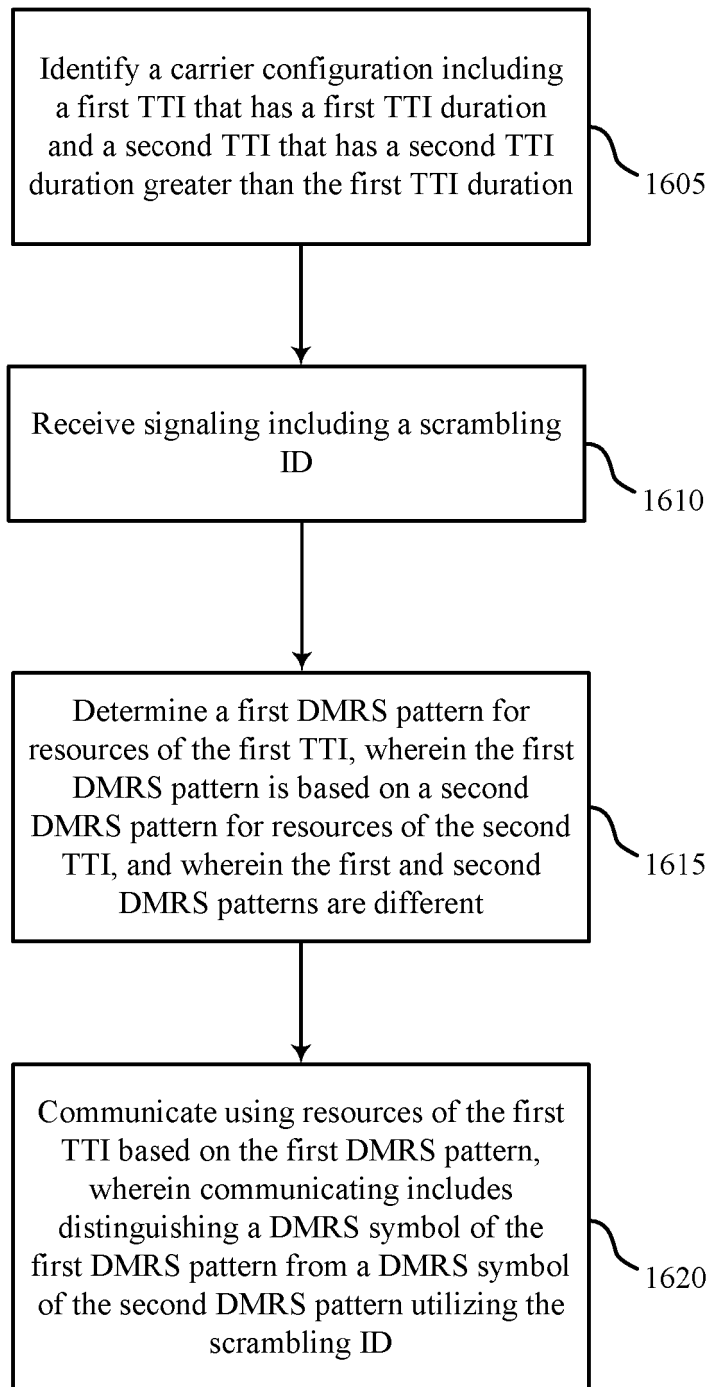 Identify a carrier configuration including
a first TTI that has a first TTI duration
and a second TTI that has a second TTI
duration greater than the first TTI duration
1605
Receive signaling including a scrambling
ID
1610
Determine a first DMRS pattern for
resources of the first TTI, wherein the first
DMRS pattern is based on a second
DMRS pattern for resources of the second
TTI, and wherein the first and second
DMRS patterns are different
1615
Communicate using resources of the first
TTI based on the first DMRS pattern,
wherein communicating includes
distinguishing a DMRS symbol of the
first DMRS pattern from a DMRS symbol
of the second DMRS pattern utilizing the
scrambling ID
1620